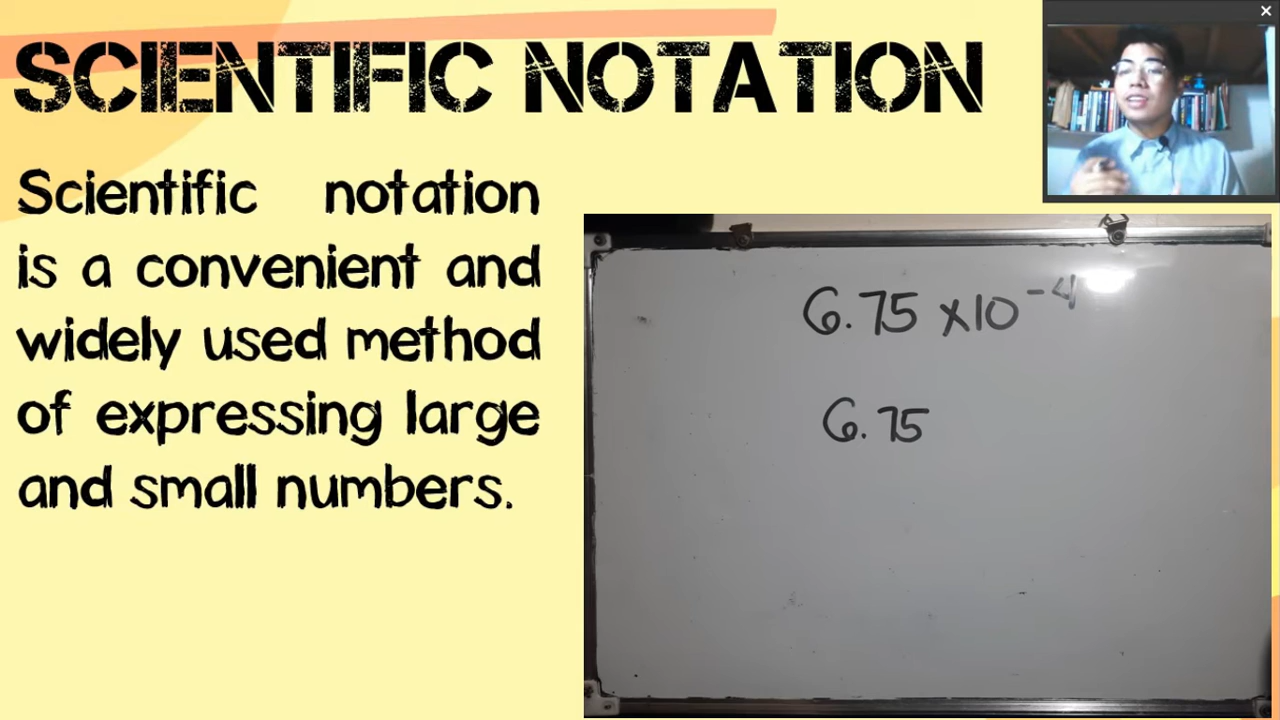 SCIENTIFIC NOTATION
Scientific notation
is a convenient and
widely used method
of expressing large
and small numbers.
6.75 x10⁻⁴
6.75